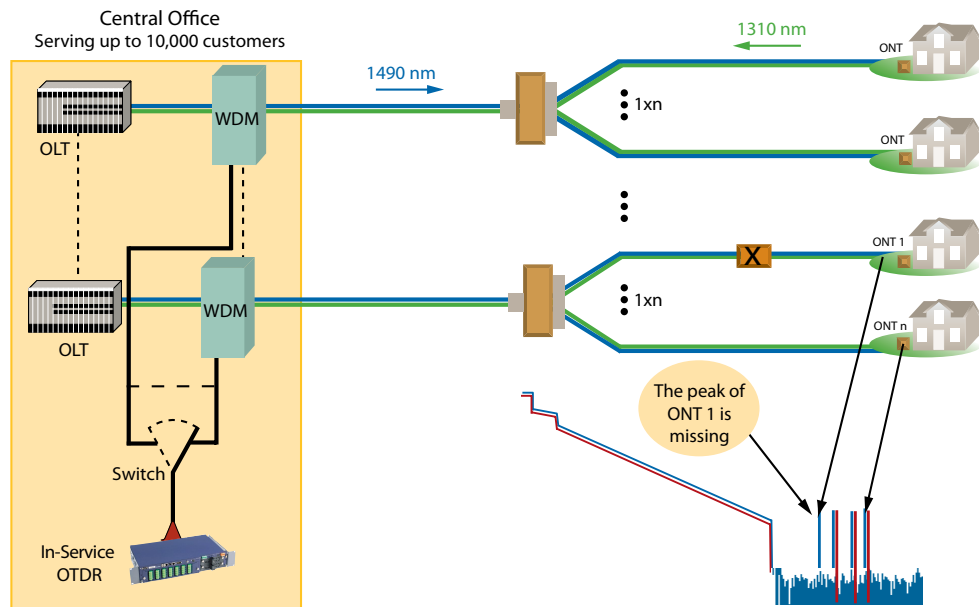 Central Office
Serving up to 10,000 customers
OLT
WDM
1490 nm
1310 nm
ONT
1xn
ONT
OLT
WDM
ONT 1
X
1xn
ONT n
The peak of
ONT 1 is
missing
Switch
In-Service
OTDR